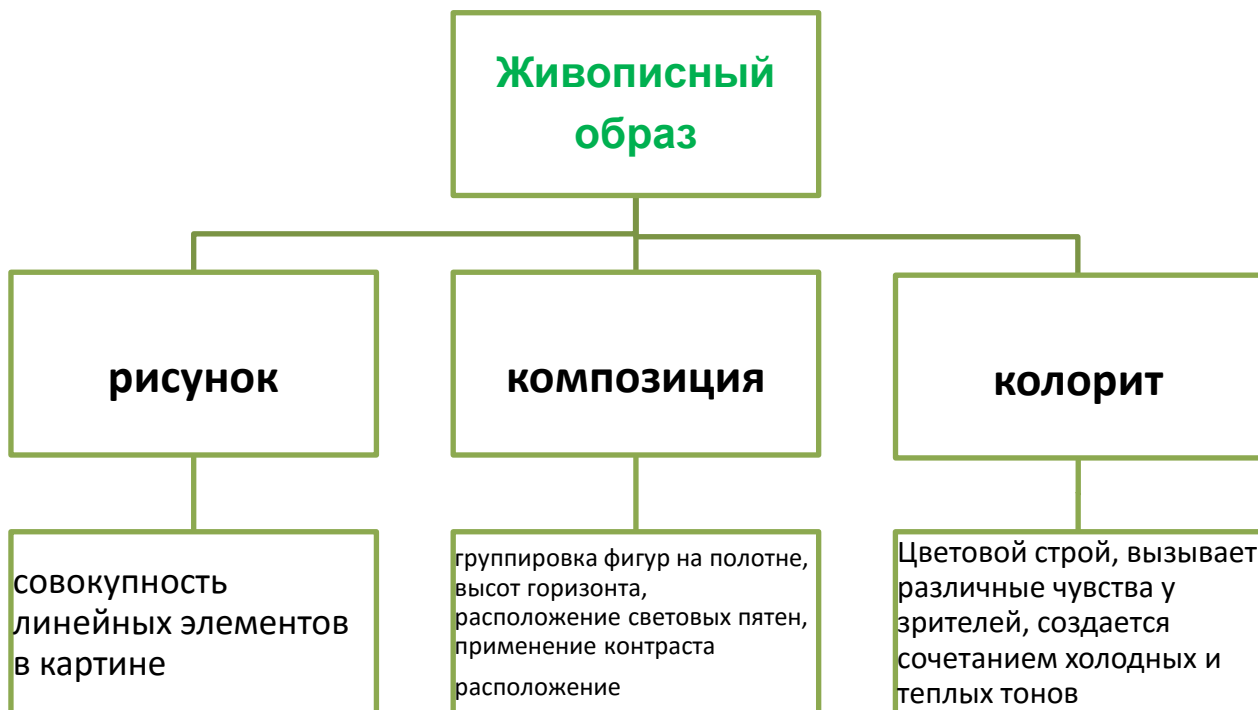 Живописный
образ
рисунок
композиция
колорит
совокупность
линейных элементов
в картине
группировка фигур на полотне,
высот горизонта,
расположение световых пятен,
применение контраста
расположение
Цветовой строй, вызывает
различные чувства у
зрителей, создается
сочетанием холодных и
теплых тонов